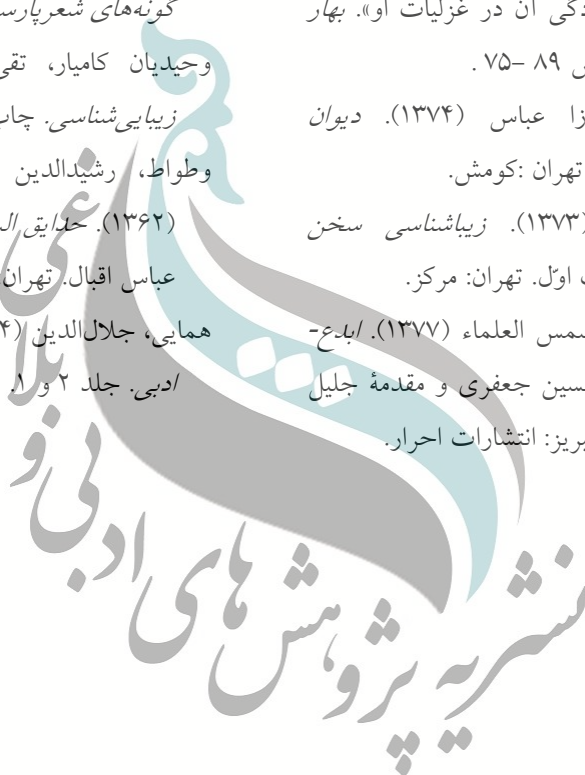 دگی آن در غزلیات او». بهار
س ۸۹ –۷۵ .
زا عباس (۱۳۷۴). دیوان
تهران :کومش.
(۱۳۷۳). زیباشناسی سخن
ب اوّل. تهران: مرکز.
سمس العلماء (۱۳۷۷). ابدع-
سین جعفری و مقدمۀ جلیل
بریز: انتشارات احرار.
گونه‌های شعرپارس
وحیدیان کامیار، تقی
زیبایی‌شناسی. چاپ
وطواط، رشیدالدین
(۱۳۶۲). حدایق ال
عباس اقبال. تهران
همایی، جلال‌الدین (۴
ادبی. جلد ۲ و ۱.
نشریه پژوهش های ادبی و بلاغی